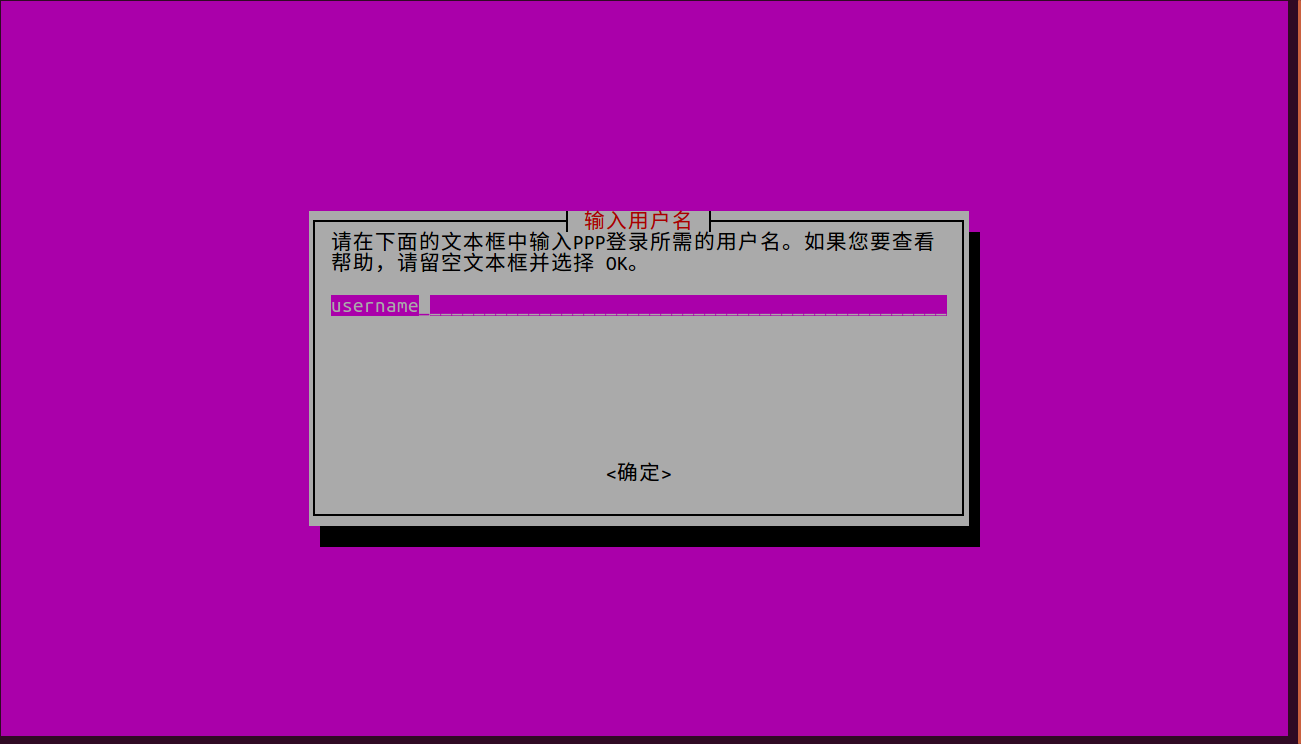 输入用户名
请在下面的文本框中输入PPP登录所需的用户名。如果您要查看
帮助，请留空文本框并选择 OK。
username_______________________________________________
<确定>